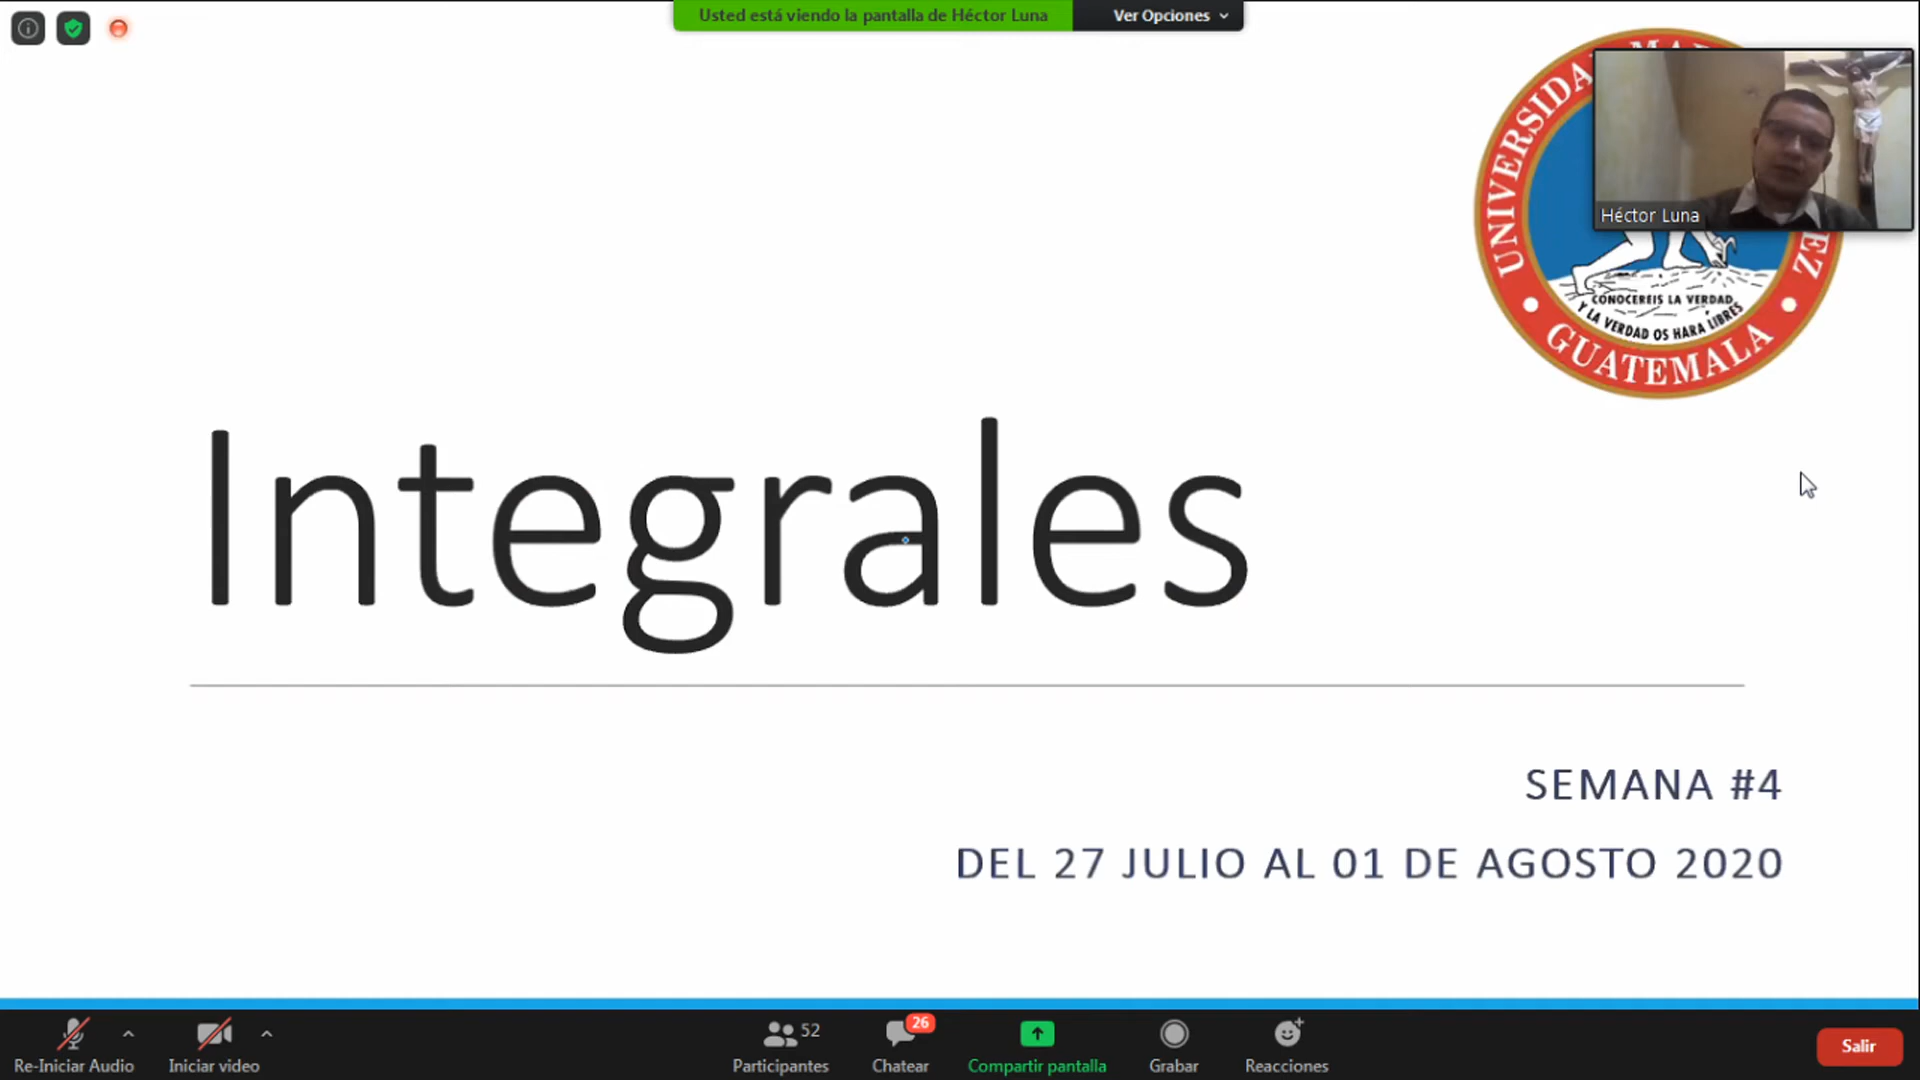 Usted está viendo la pantalla de Héctor Luna
Ver Opciones
UNIVERSIDA
EZ
GUATEMALA
CONOCEREIS LA VERDAD
Y LA VERDAD OS HARA LIBRES
Héctor Luna
Integrales
SEMANA #4
DEL 27 JULIO AL 01 DE AGOSTO 2020
Re-Iniciar Audio
Iniciar video
52
Participantes
26
Chatear
Compartir pantalla
Grabar
Reacciones
Salir